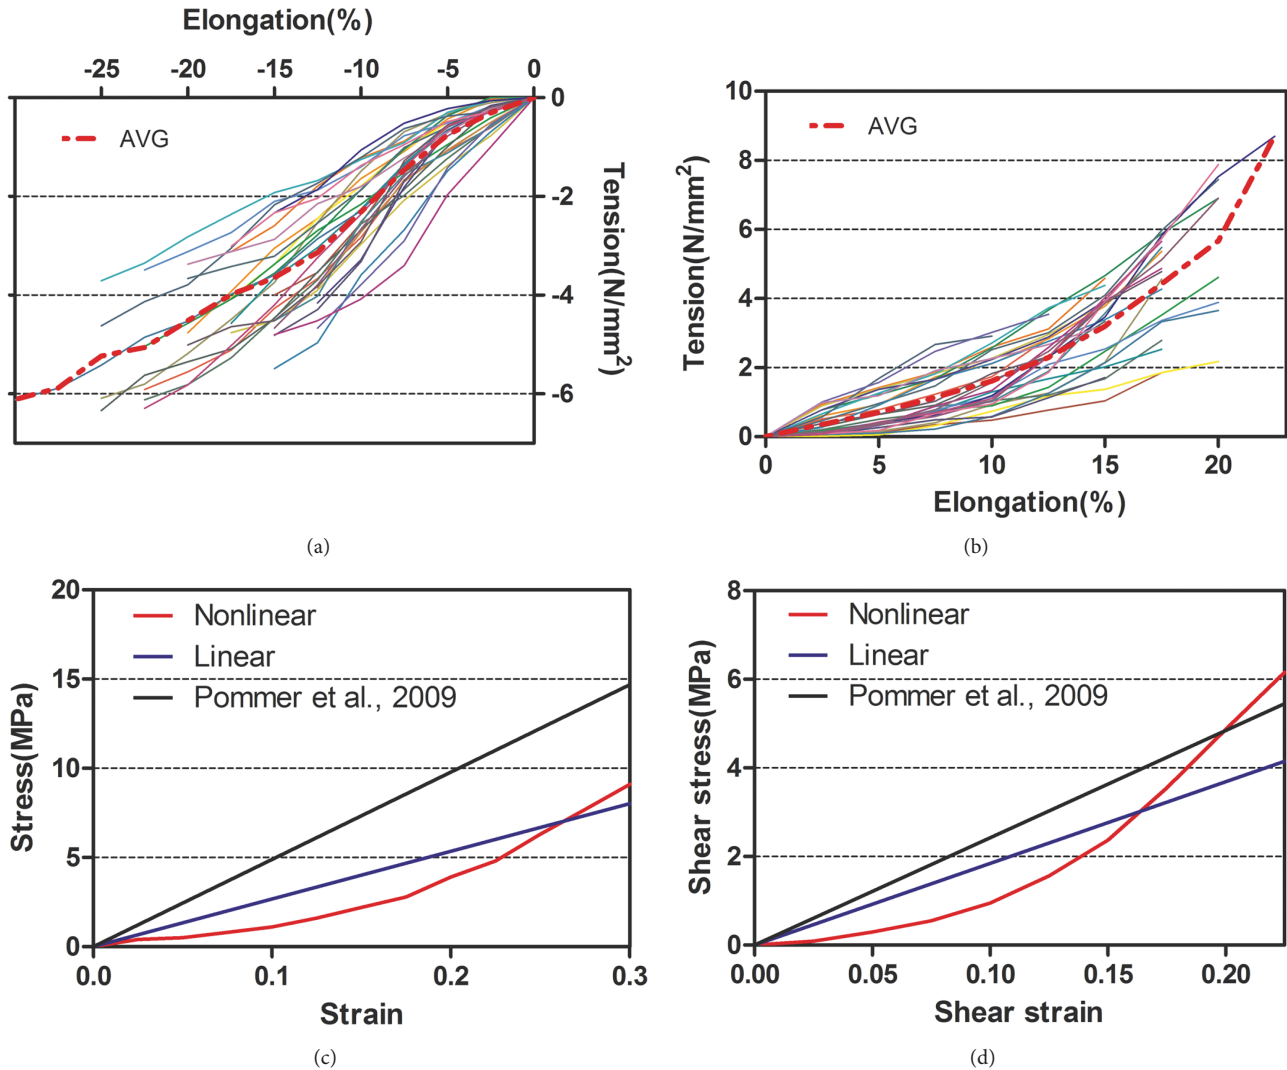 Elongation(%)
-25 -20 -15 -10 -5 0
0
-2
-4
-6
AVG
Tension(N/mm2)
(a)
10
8
6
4
2
0
AVG
Tension(N/mm2)
0 5 10 15 20
Elongation(%)
(b)
20
15
10
5
0
Nonlinear
Linear
Pommer et al., 2009
Stress(MPa)
0.0 0.1 0.2 0.3
Strain
(c)
8
6
4
2
0
Nonlinear
Linear
Pommer et al., 2009
Shear stress(MPa)
0.00 0.05 0.10 0.15 0.20
Shear strain
(d)